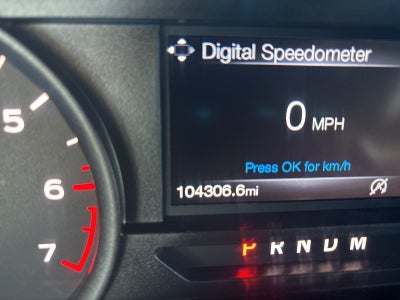 Digital Speedometer
0 MPH
Press OK for km/h
104306.6mi
5
6
7
P R N D M